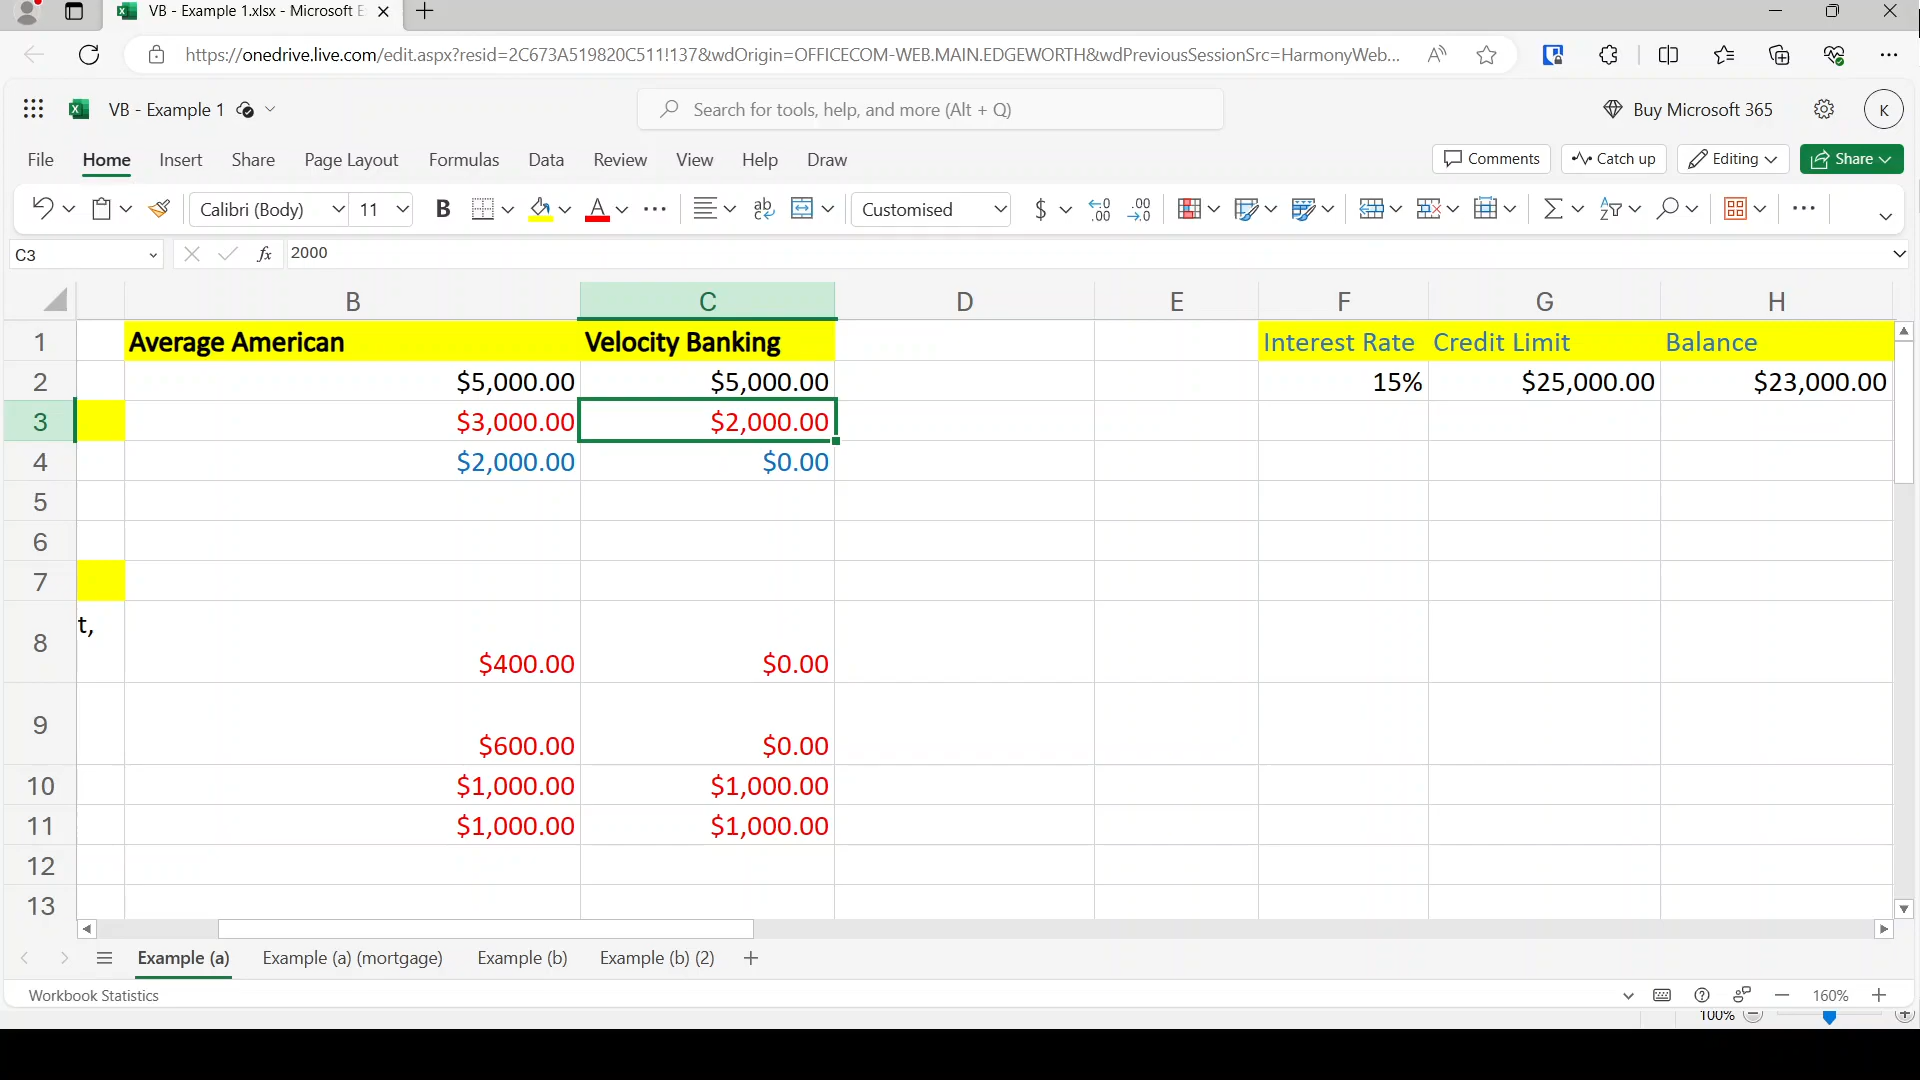 VB - Example 1.xlsx - Microsoft E
https://onedrive.live.com/edit.aspx?resid=2C673A519820C511!137&wdOrigin=OFFICECOM-WEB.MAIN.EDGEWORTH&wdPreviousSessionSrc=HarmonyWeb...
VB - Example 1
Search for tools, help, and more (Alt + Q)
Buy Microsoft 365
K
File Home Insert Share Page Layout Formulas Data Review View Help Draw
Comments Catch up Editing Share
Calibri (Body) 11 B A ab Customised $ .00 .00
C3 fx 2000
B C D E F G H
1 Average American Velocity Banking Interest Rate Credit Limit Balance
2 $5,000.00 $5,000.00 15% $25,000.00 $23,000.00
3 $3,000.00 $2,000.00
4 $2,000.00 $0.00
5
6
7
t,
8 $400.00 $0.00
9 $600.00 $0.00
10 $1,000.00 $1,000.00
11 $1,000.00 $1,000.00
12
13
Example (a) Example (a) (mortgage) Example (b) Example (b) (2)
Workbook Statistics
160%
100%